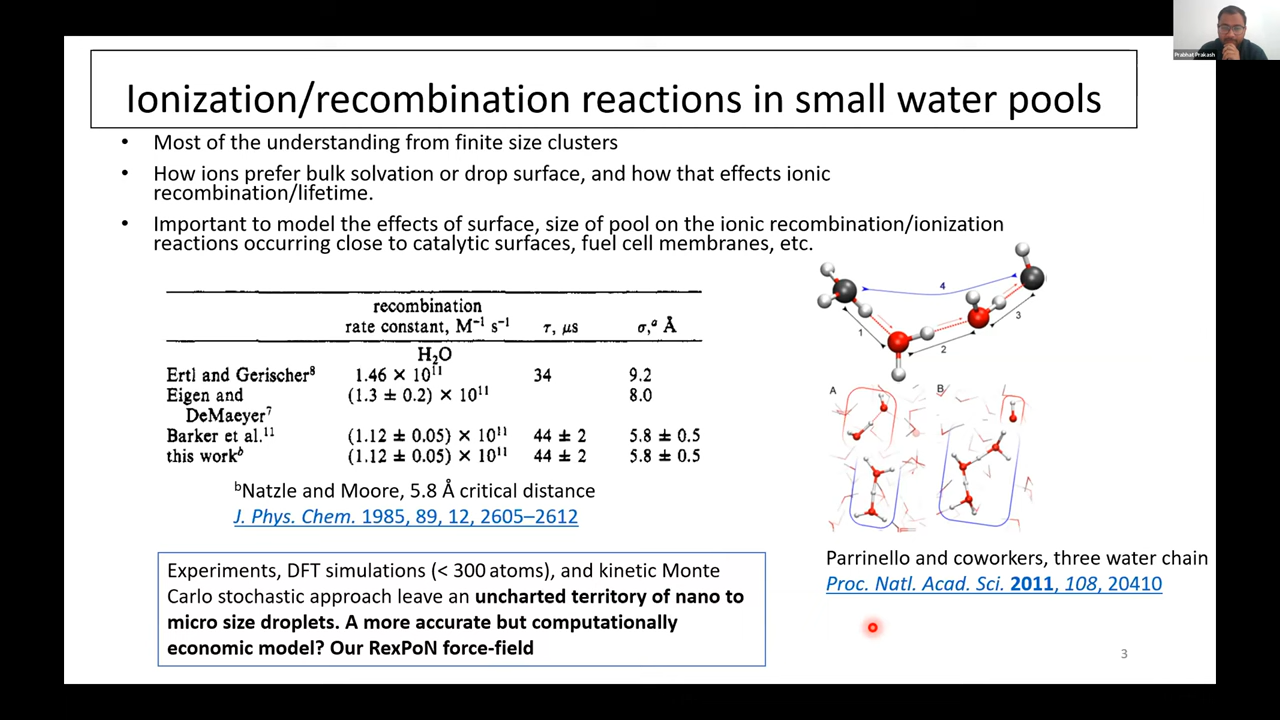 Prabhat Prakash
Ionization/recombination reactions in small water pools
• Most of the understanding from finite size clusters
• How ions prefer bulk solvation or drop surface, and how that effects ionic
recombination/lifetime.
• Important to model the effects of surface, size of pool on the ionic recombination/ionization
reactions occurring close to catalytic surfaces, fuel cell membranes, etc.
recombination
rate constant, M⁻¹ s⁻¹ τ, μs σ,ᵃ Å
H₂O
Ertl and Gerischer⁸ 1.46 × 10¹¹ 34 9.2
Eigen and (1.3 ± 0.2) × 10¹¹ 8.0
DeMaeyer⁷
Barker et al.¹¹ (1.12 ± 0.05) × 10¹¹ 44 ± 2 5.8 ± 0.5
this workᵇ (1.12 ± 0.05) × 10¹¹ 44 ± 2 5.8 ± 0.5
ᵇNatzle and Moore, 5.8 Å critical distance
J. Phys. Chem. 1985, 89, 12, 2605–2612
Experiments, DFT simulations (< 300 atoms), and kinetic Monte
Carlo stochastic approach leave an uncharted territory of nano to
micro size droplets. A more accurate but computationally
economic model? Our RexPoN force-field
4
1
2
3
A B
Parrinello and coworkers, three water chain
Proc. Natl. Acad. Sci. 2011, 108, 20410
3